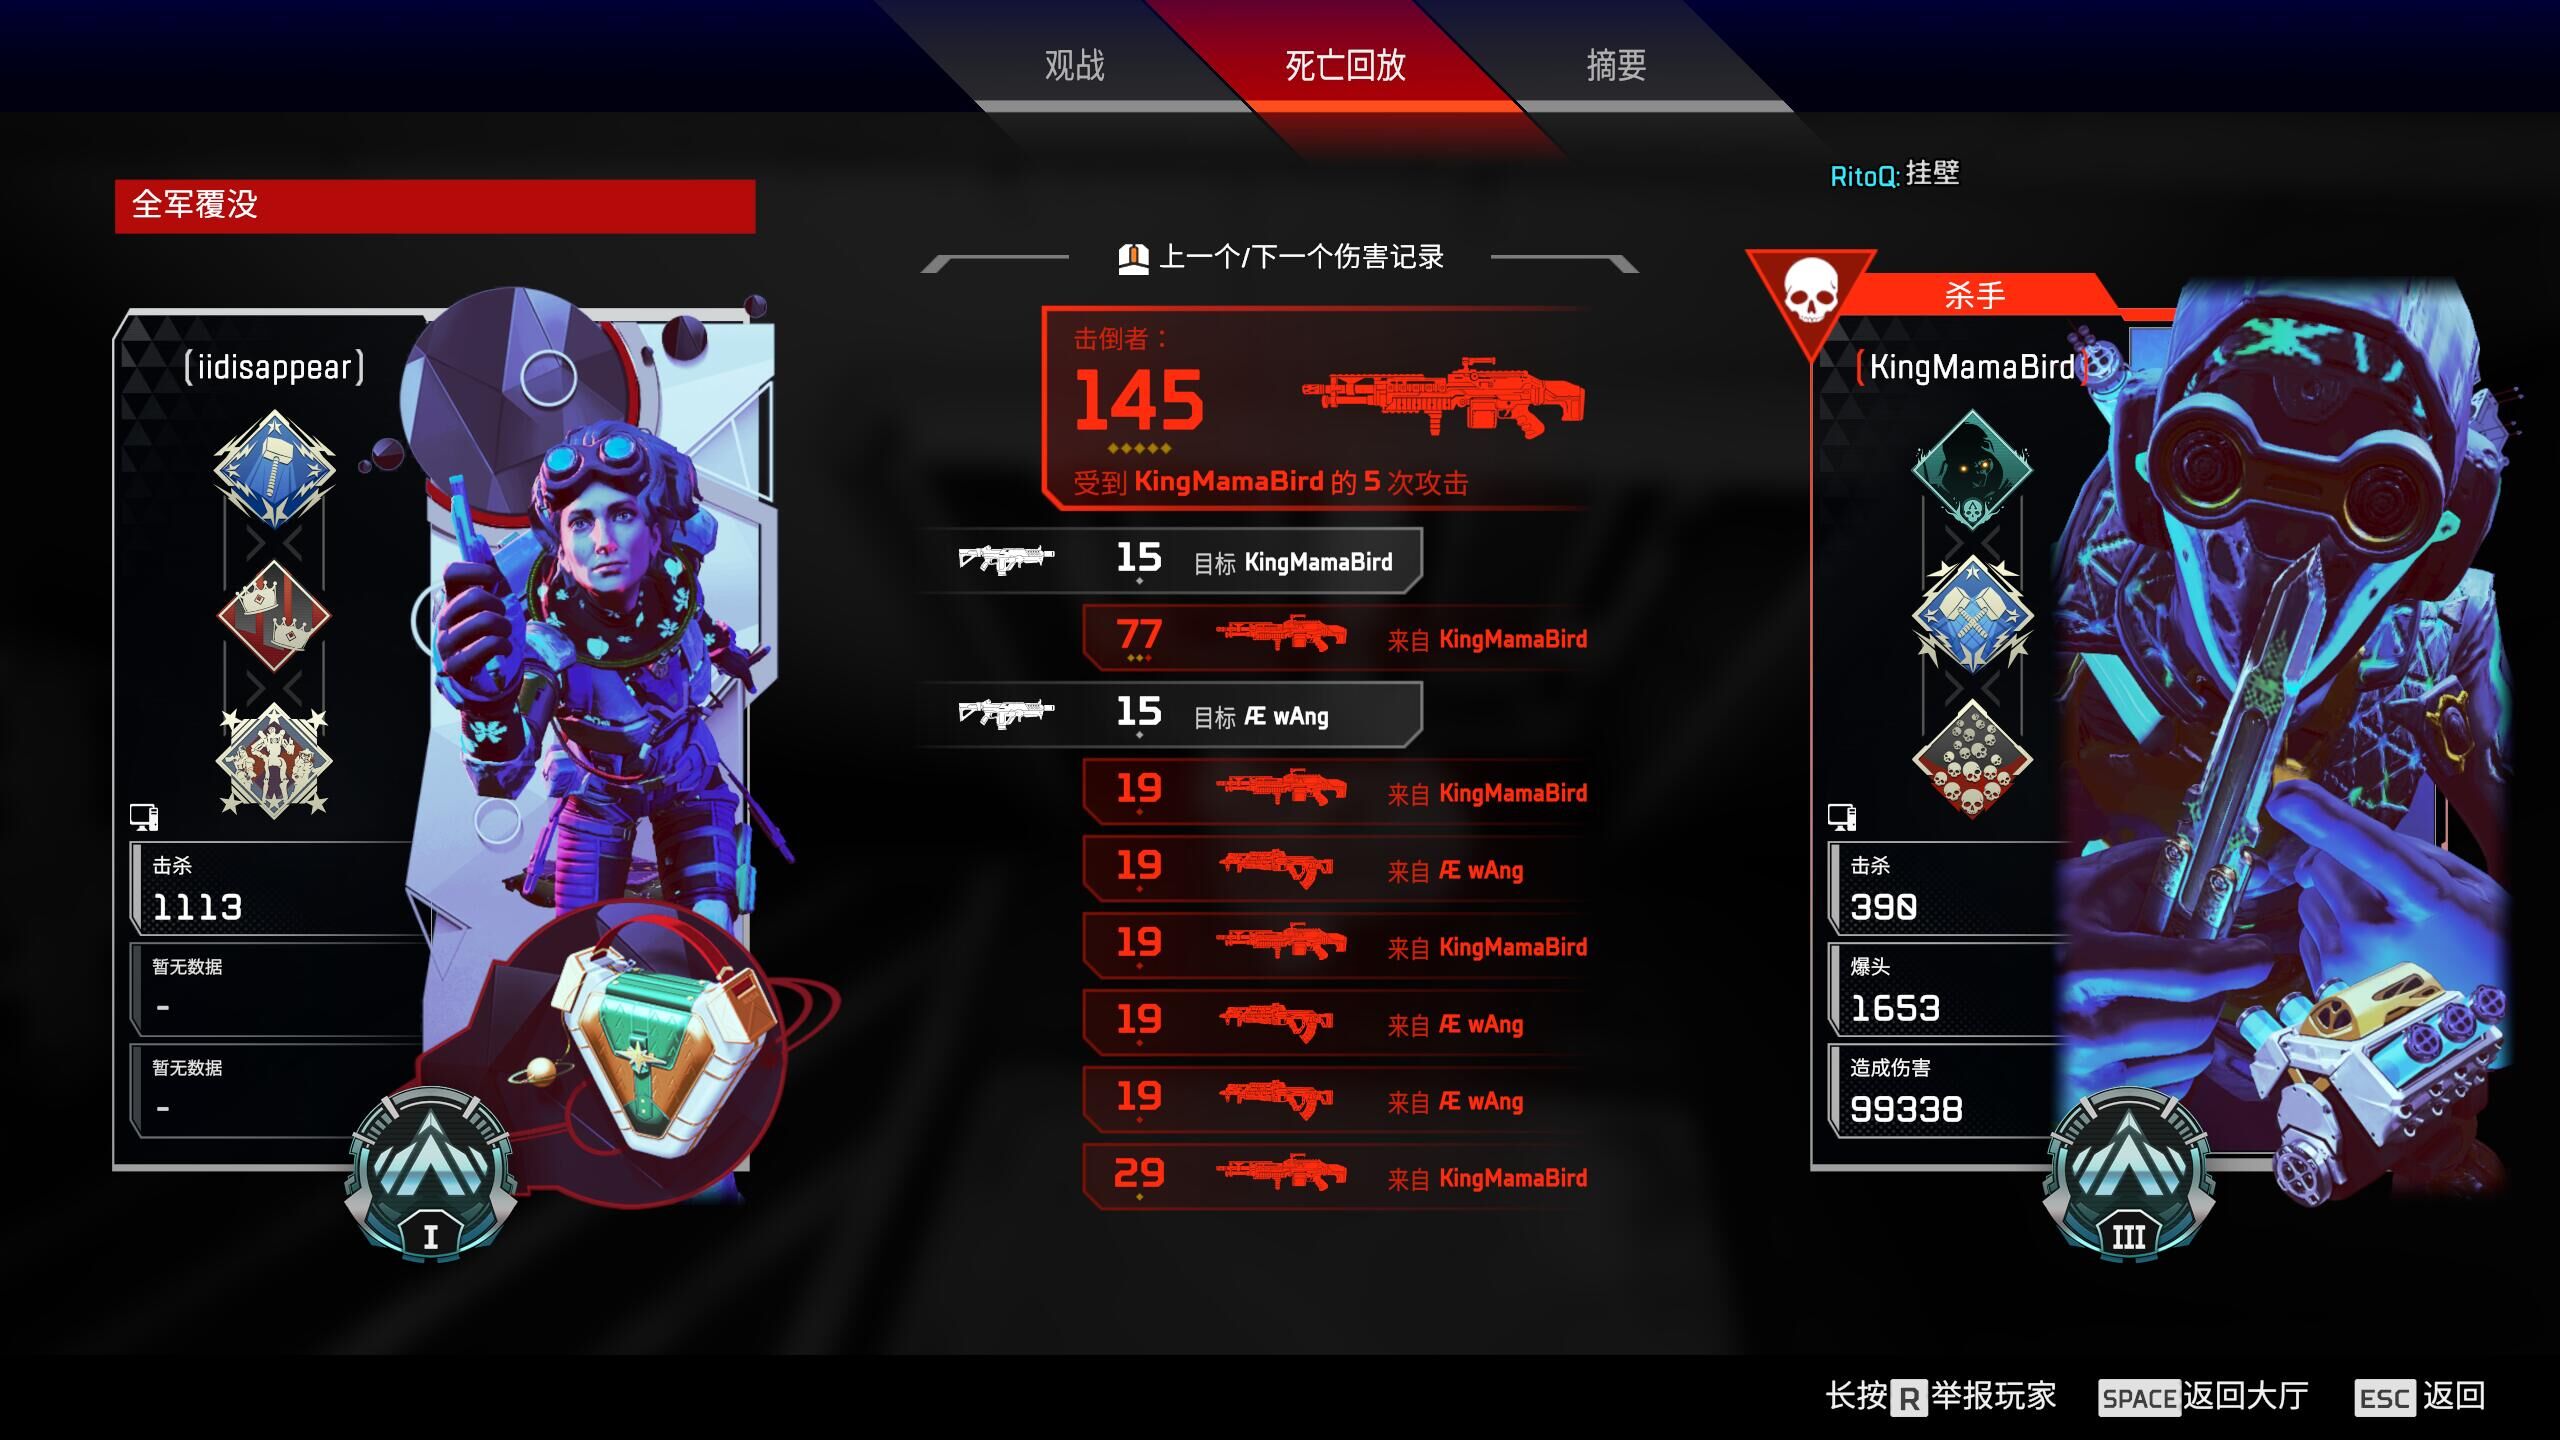 观战
死亡回放
摘要
RitoQ: 挂壁
全军覆没
上一个/下一个伤害记录
杀手
iidisappear
KingMamaBird
击倒者：
145
受到 KingMamaBird 的 5 次攻击
15 目标 KingMamaBird
77 来自 KingMamaBird
15 目标 Æ wAng
19 来自 KingMamaBird
19 来自 Æ wAng
19 来自 KingMamaBird
19 来自 Æ wAng
19 来自 Æ wAng
29 来自 KingMamaBird
击杀
1113
暂无数据
-
暂无数据
-
I
击杀
390
爆头
1653
造成伤害
99338
III
长按 R 举报玩家
SPACE 返回大厅
ESC 返回